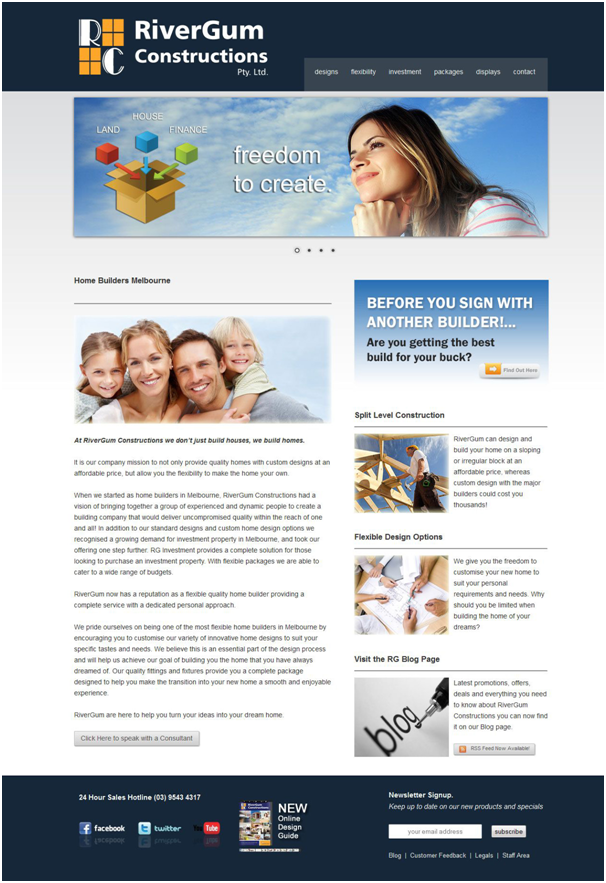 R
C
RiverGum
Constructions
Pty. Ltd.
designs flexibility investment packages displays contact
HOUSE
LAND
FINANCE
freedom
to create.
Home Builders Melbourne
At RiverGum Constructions we don't just build houses, we build homes.
It is our company mission to not only provide quality homes with custom designs at an
affordable price, but allow you the flexibility to make the home your own.
When we started as home builders in Melbourne, RiverGum Constructions had a
vision of bringing together a group of experienced and dynamic people to create a
building company that would deliver uncompromised quality within the reach of one
and all! In addition to our standard designs and custom home design options we
recognised a growing demand for investment property in Melbourne, and took our
offering one step further. RG investment provides a complete solution for those
looking to purchase an investment property. With flexible packages we are able to
cater to a wide range of budgets.
RiverGum now has a reputation as a flexible quality home builder providing a
complete service with a dedicated personal approach.
We pride ourselves on being one of the most flexible home builders in Melbourne by
encouraging you to customise our variety of innovative home designs to suit your
specific tastes and needs. We believe this is an essential part of the design process
and will help us achieve our goal of building you the home that you have always
dreamed of. Our quality fittings and fixtures provide you a complete package
designed to help you make the transition into your new home a smooth and enjoyable
experience.
RiverGum are here to help you turn your ideas into your dream home.
Click Here to speak with a Consultant
BEFORE YOU SIGN WITH
ANOTHER BUILDER!...
Are you getting the best
build for your buck?
Find Out Here
Split Level Construction
RiverGum can design and
build your home on a sloping
or irregular block at an
affordable price, whereas
custom design with the major
builders could cost you
thousands!
Flexible Design Options
We give you the freedom to
customise your new home to
suit your personal
requirements and needs. Why
should you be limited when
building the home of your
dreams?
Visit the RG Blog Page
blog
Latest promotions, offers,
deals and everything you need
to know about RiverGum
Constructions you can now find
it on our Blog page.
RSS Feed Now Available!
24 Hour Sales Hotline (03) 9543 4317
facebook
twitter
Tube
NEW
Online
Design
Guide
Newsletter Signup.
Keep up to date on our new products and specials
your email address
subscribe
Blog | Customer Feedback | Legals | Staff Area